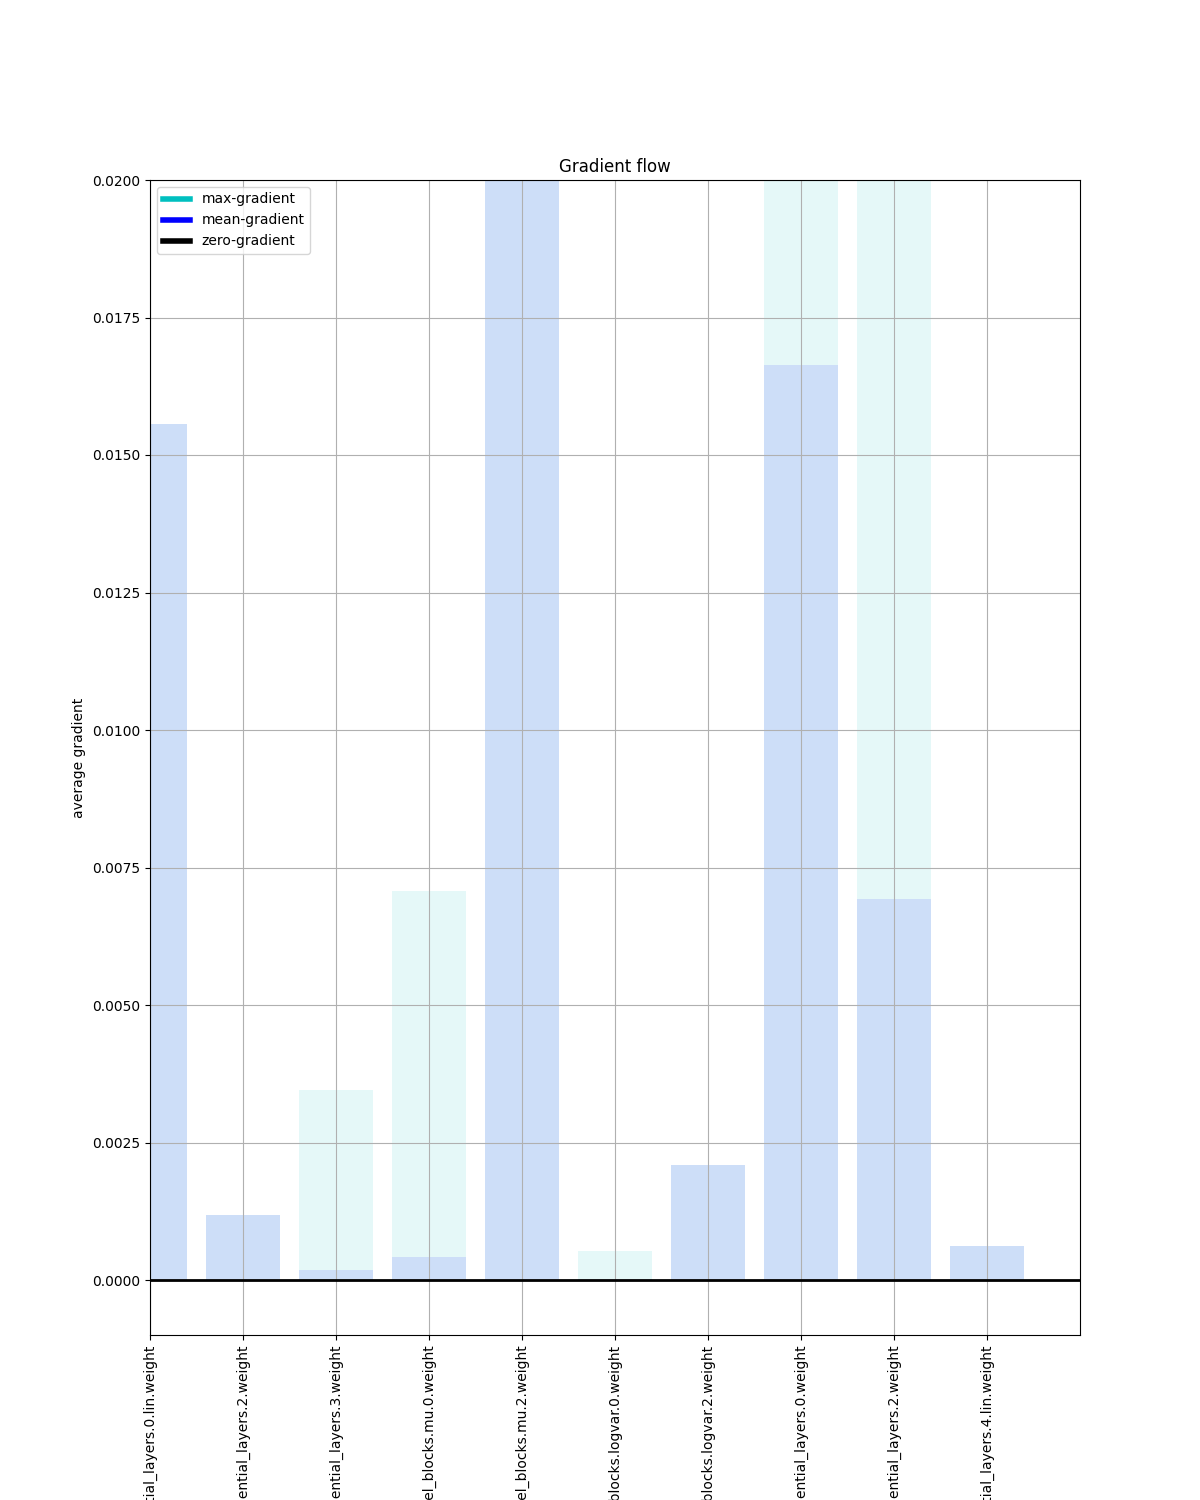 Gradient flow
max-gradient
mean-gradient
zero-gradient
average gradient
0.0200
0.0175
0.0150
0.0125
0.0100
0.0075
0.0050
0.0025
0.0000
tial_layers.0.lin.weight
ential_layers.2.weight
ential_layers.3.weight
el_blocks.mu.0.weight
el_blocks.mu.2.weight
blocks.logvar.0.weight
blocks.logvar.2.weight
ential_layers.0.weight
ential_layers.2.weight
tial_layers.4.lin.weight